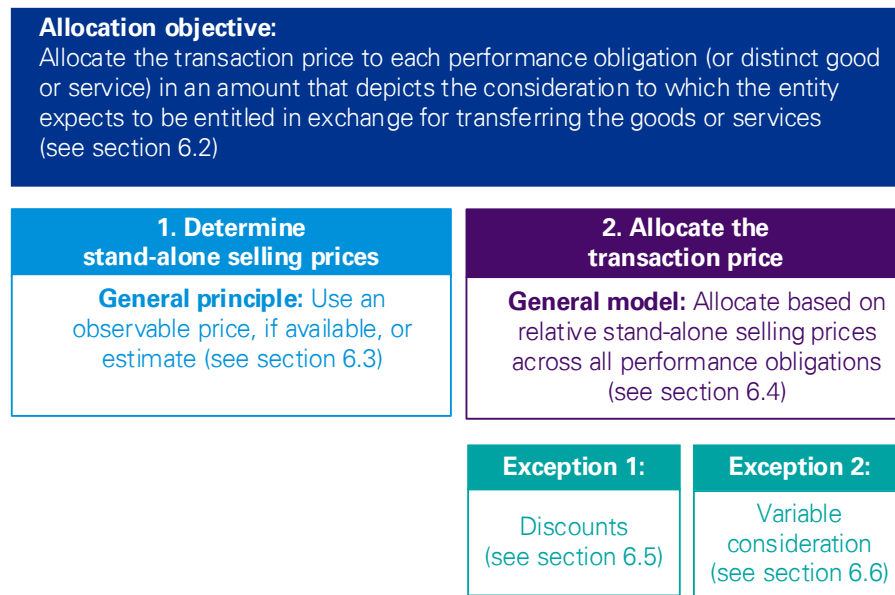 Allocation objective:
Allocate the transaction price to each performance obligation (or distinct good
or service) in an amount that depicts the consideration to which the entity
expects to be entitled in exchange for transferring the goods or services
(see section 6.2)
1. Determine
stand-alone selling prices
General principle: Use an
observable price, if available, or
estimate (see section 6.3)
2. Allocate the
transaction price
General model: Allocate based on
relative stand-alone selling prices
across all performance obligations
(see section 6.4)
Exception 1:
Discounts
(see section 6.5)
Exception 2:
Variable
consideration
(see section 6.6)